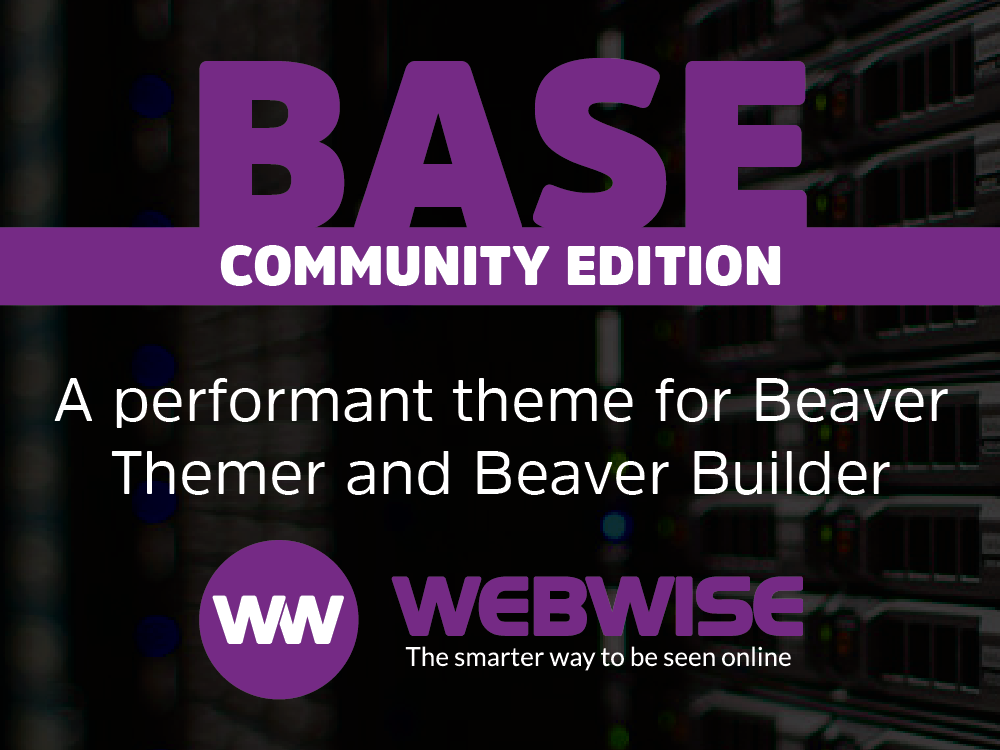 BASE
COMMUNITY EDITION
A performant theme for Beaver
Themer and Beaver Builder
WW
WEBWISE
The smarter way to be seen online